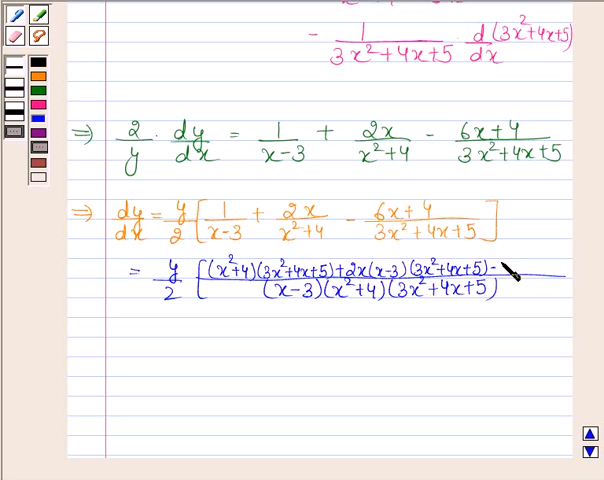 - 1/(3x²+4x+5) · d/dx (3x²+4x+5)
⇒ 2/y · dy/dx = 1/(x-3) + 2x/(x²+4) - (6x+4)/(3x²+4x+5)
⇒ dy/dx = y/2 [1/(x-3) + 2x/(x²+4) - (6x+4)/(3x²+4x+5)]
= y/2 [(x²+4)(3x²+4x+5)+2x(x-3)(3x²+4x+5)- / (x-3)(x²+4)(3x²+4x+5)